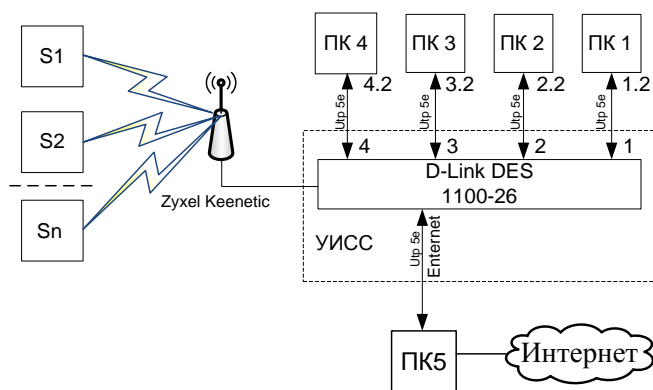 S1
S2
Sn
Zyxel Keenetic
ПК 4
ПК 3
ПК 2
ПК 1
4.2
3.2
2.2
1.2
Utp 5e
Utp 5e
Utp 5e
Utp 5e
4
3
2
1
D-Link DES
1100-26
УИСС
Utp 5e
Enternet
ПК5
Интернет